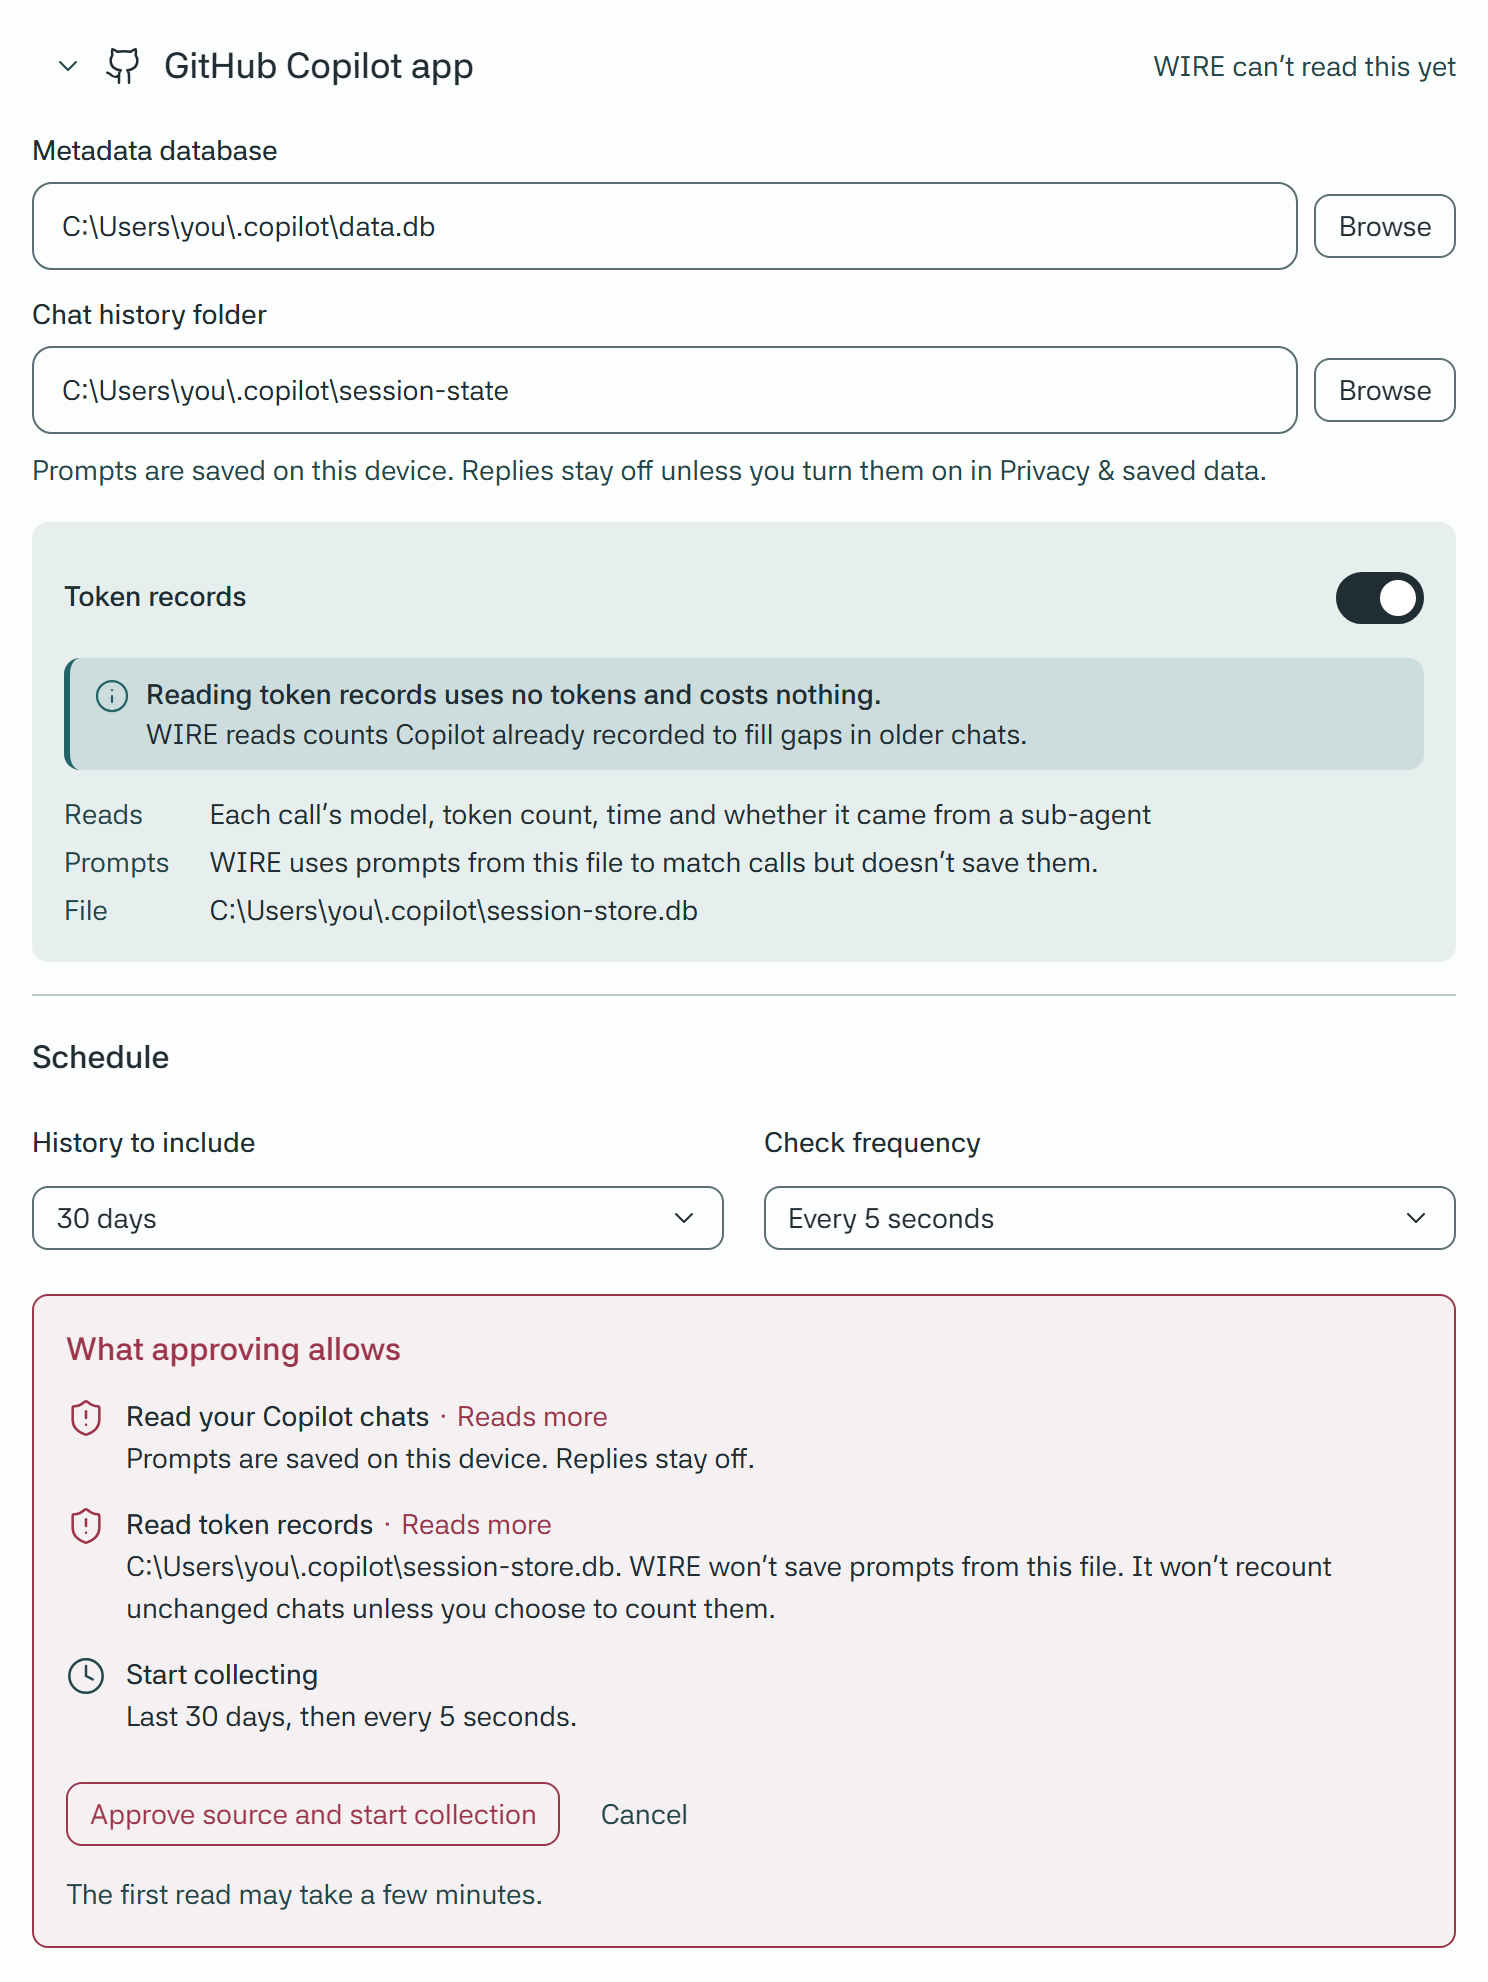 GitHub Copilot app
WIRE can’t read this yet
Metadata database
C:\Users\you\.copilot\data.db
Browse
Chat history folder
C:\Users\you\.copilot\session-state
Browse
Prompts are saved on this device. Replies stay off unless you turn them on in Privacy & saved data.
Token records
Reading token records uses no tokens and costs nothing.
WIRE reads counts Copilot already recorded to fill gaps in older chats.
Reads Each call’s model, token count, time and whether it came from a sub-agent
Prompts WIRE uses prompts from this file to match calls but doesn’t save them.
File C:\Users\you\.copilot\session-store.db
Schedule
History to include
Check frequency
30 days
Every 5 seconds
What approving allows
Read your Copilot chats · Reads more
Prompts are saved on this device. Replies stay off.
Read token records · Reads more
C:\Users\you\.copilot\session-store.db. WIRE won’t save prompts from this file. It won’t recount
unchanged chats unless you choose to count them.
Start collecting
Last 30 days, then every 5 seconds.
Approve source and start collection
Cancel
The first read may take a few minutes.